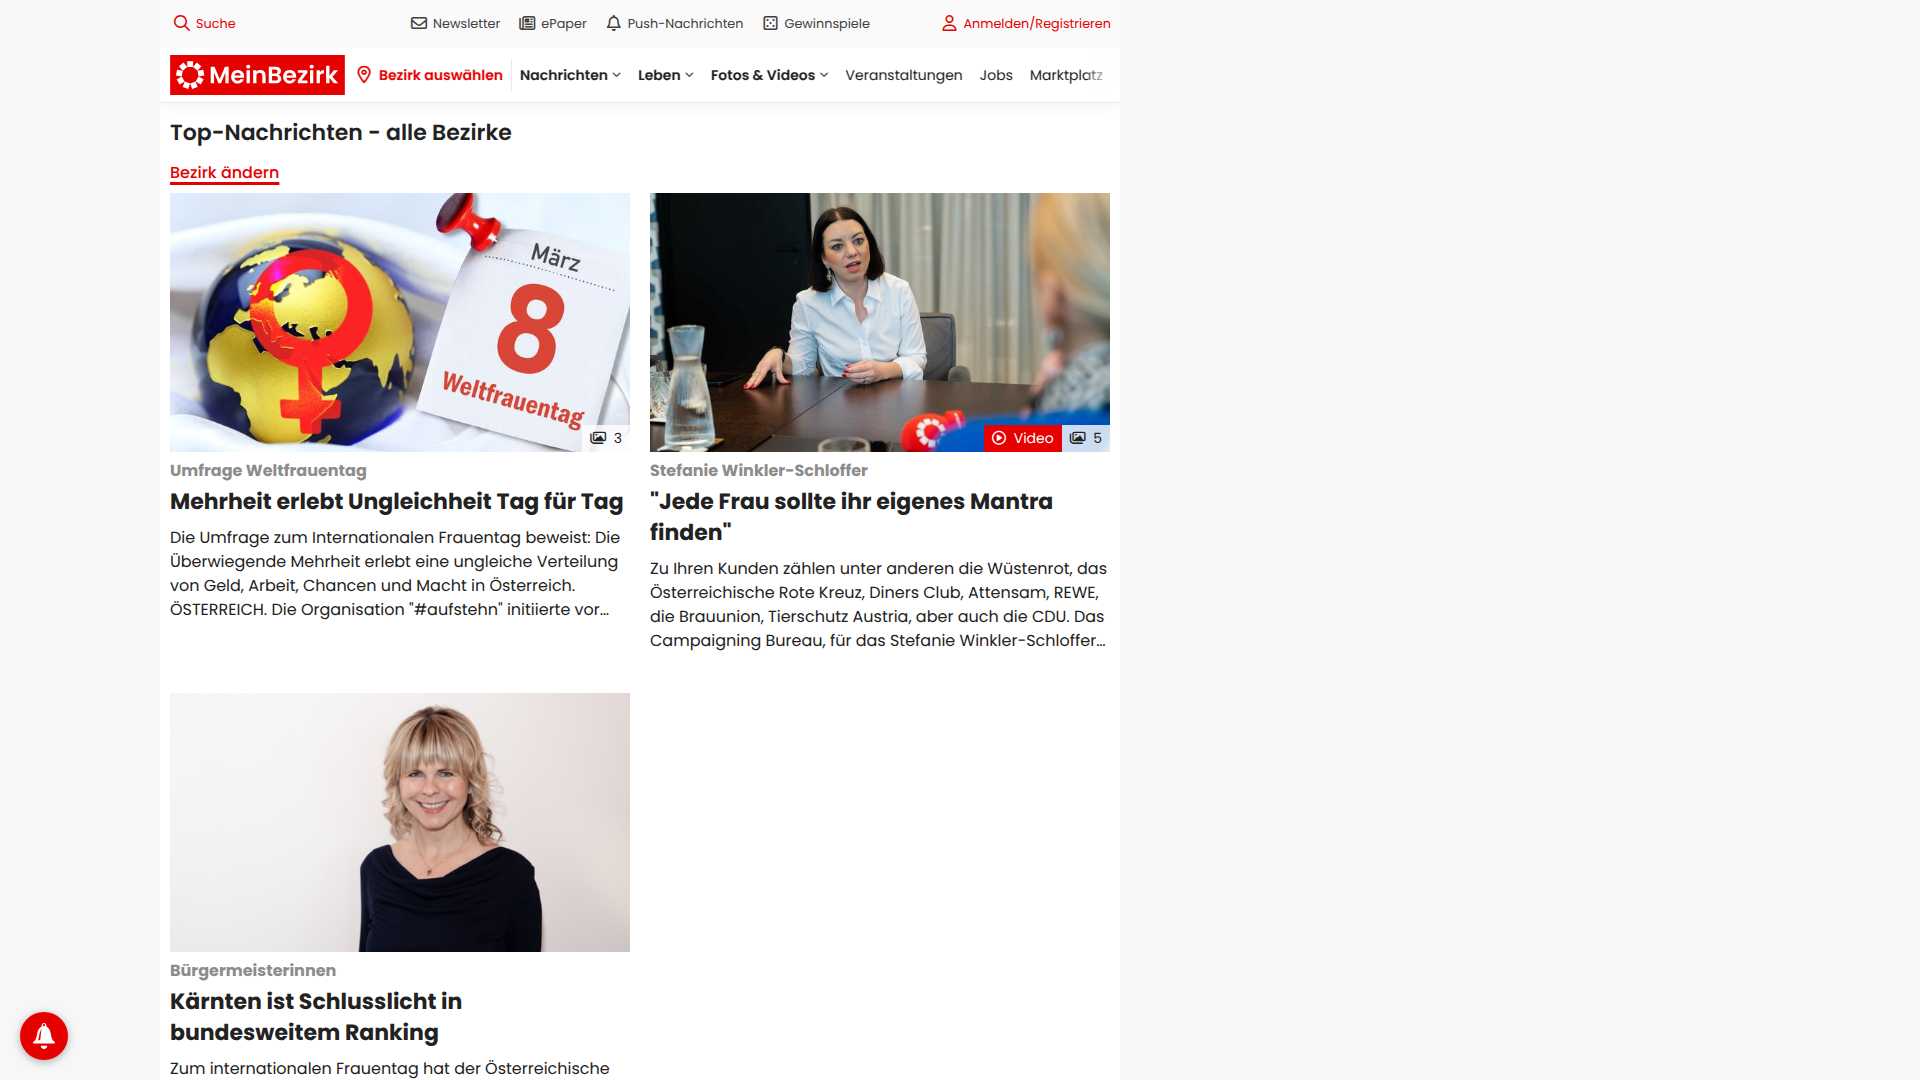 Suche
Newsletter
ePaper
Push-Nachrichten
Gewinnspiele
Anmelden/Registrieren
MeinBezirk
Bezirk auswählen
Nachrichten
Leben
Fotos & Videos
Veranstaltungen
Jobs
Marktplatz
Top-Nachrichten - alle Bezirke
Bezirk ändern
März
8
Weltfrauentag
3
Umfrage Weltfrauentag
Mehrheit erlebt Ungleichheit Tag für Tag
Die Umfrage zum Internationalen Frauentag beweist: Die
Überwiegende Mehrheit erlebt eine ungleiche Verteilung
von Geld, Arbeit, Chancen und Macht in Österreich.
ÖSTERREICH. Die Organisation "#aufstehn" initiierte vor...
Video
5
Stefanie Winkler-Schloffer
"Jede Frau sollte ihr eigenes Mantra
finden"
Zu Ihren Kunden zählen unter anderen die Wüstenrot, das
Österreichische Rote Kreuz, Diners Club, Attensam, REWE,
die Brauunion, Tierschutz Austria, aber auch die CDU. Das
Campaigning Bureau, für das Stefanie Winkler-Schloffer...
Bürgermeisterinnen
Kärnten ist Schlusslicht in
bundesweitem Ranking
Zum internationalen Frauentag hat der Österreichische